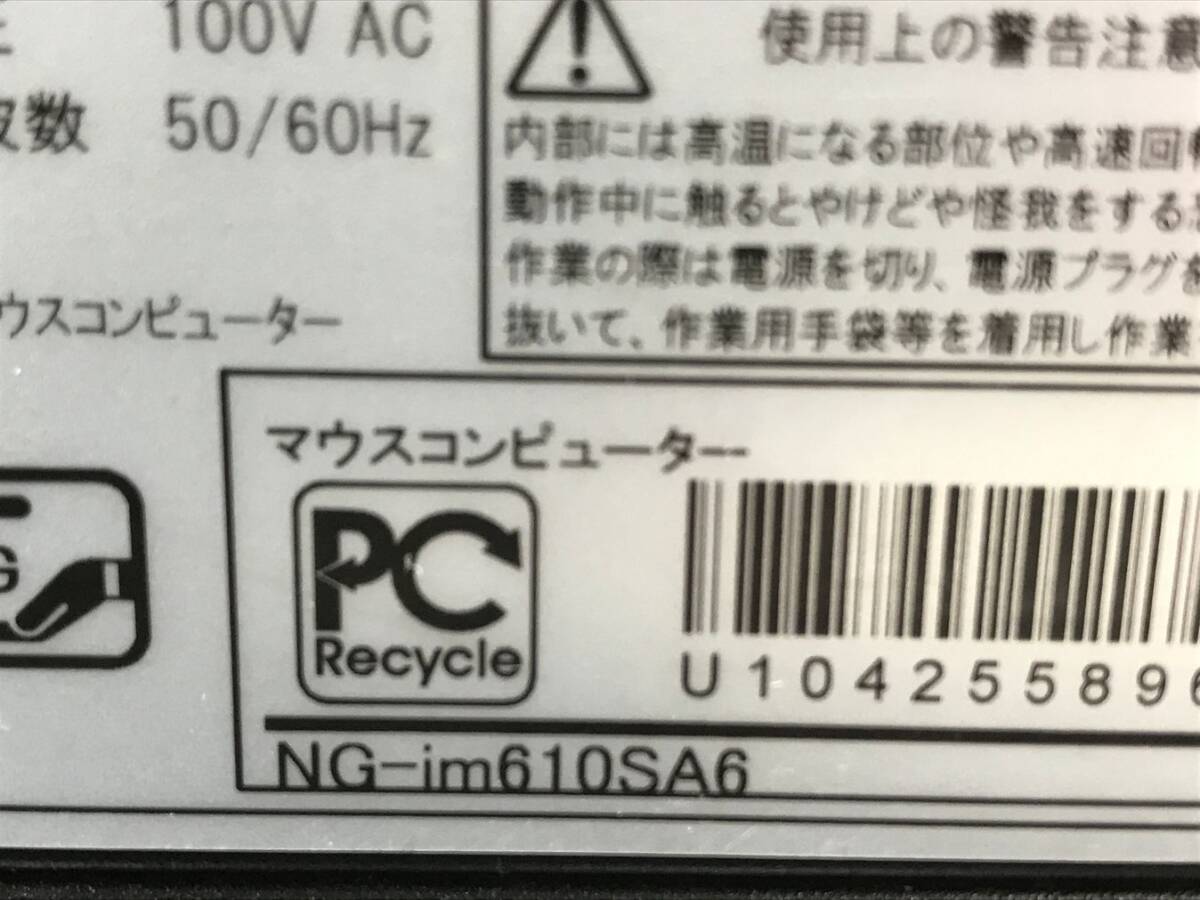 100V AC
波数 50/60Hz
使用上の警告注意
内部には高温になる部位や高速回転
動作中に触るとやけどや怪我をする
作業の際は電源を切り、電源プラグを
抜いて、作業用手袋等を着用し作業
ウスコンピューター
マウスコンピューター
G
PC
Recycle
U104255896
NG-im610SA6